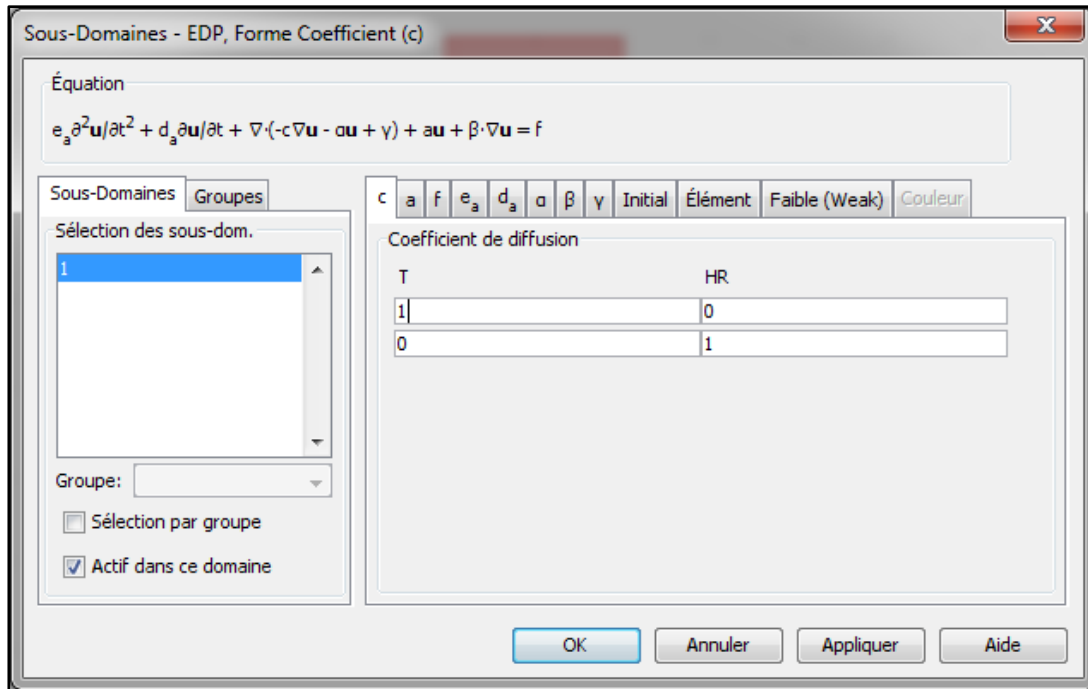 Sous-Domaines - EDP, Forme Coefficient (c)
Équation
eₐ∂²u/∂t² + dₐ∂u/∂t + ∇·(-c∇u - αu + γ) + au + β·∇u = f
Sous-Domaines Groupes
c a f eₐ dₐ α β γ Initial Élément Faible (Weak) Couleur
Sélection des sous-dom.
Coefficient de diffusion
1
T HR
1 0
0 1
Groupe:
Sélection par groupe
Actif dans ce domaine
OK Annuler Appliquer Aide